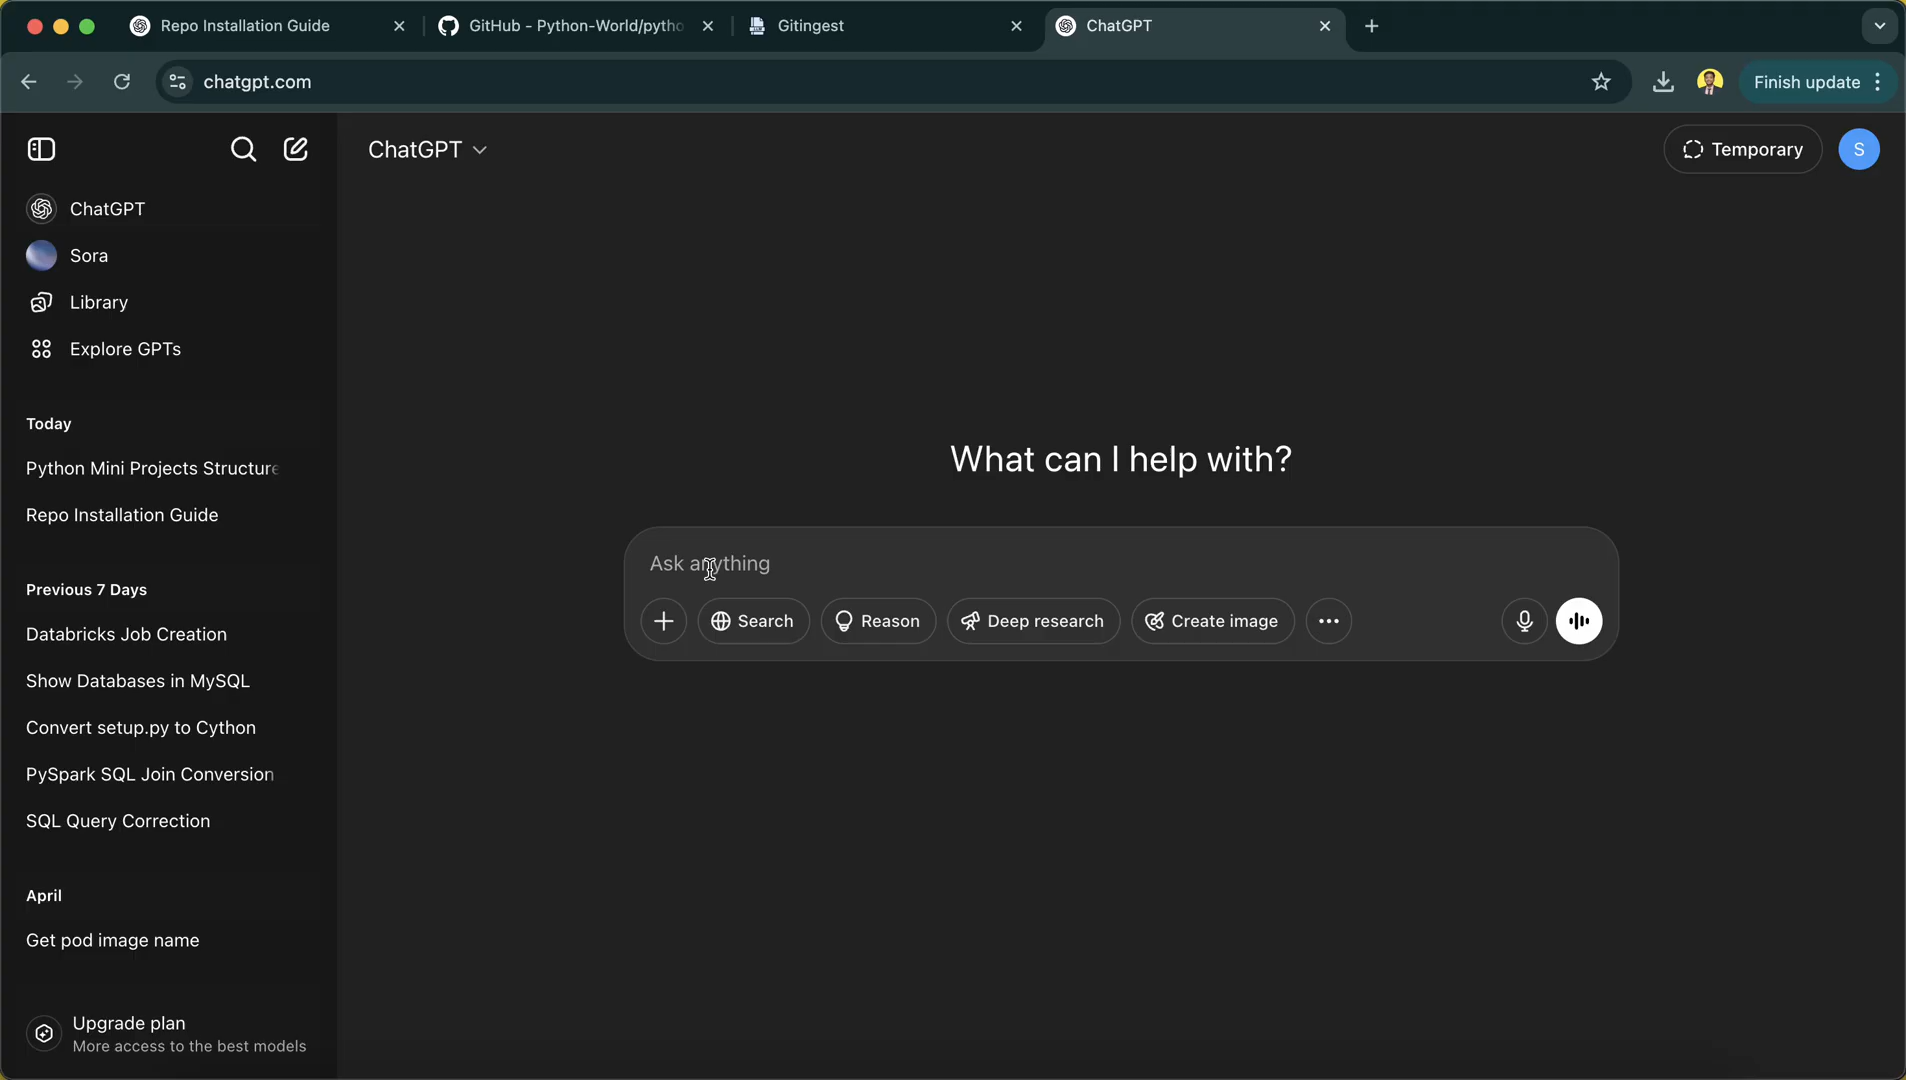 Repo Installation Guide
GitHub - Python-World/pytho
Gitingest
ChatGPT
chatgpt.com
Finish update
ChatGPT
Temporary
S
ChatGPT
Sora
Library
Explore GPTs
Today
Python Mini Projects Structure
Repo Installation Guide
Previous 7 Days
Databricks Job Creation
Show Databases in MySQL
Convert setup.py to Cython
PySpark SQL Join Conversion
SQL Query Correction
April
Get pod image name
Upgrade plan
More access to the best models
What can I help with?
Ask anything
Search
Reason
Deep research
Create image